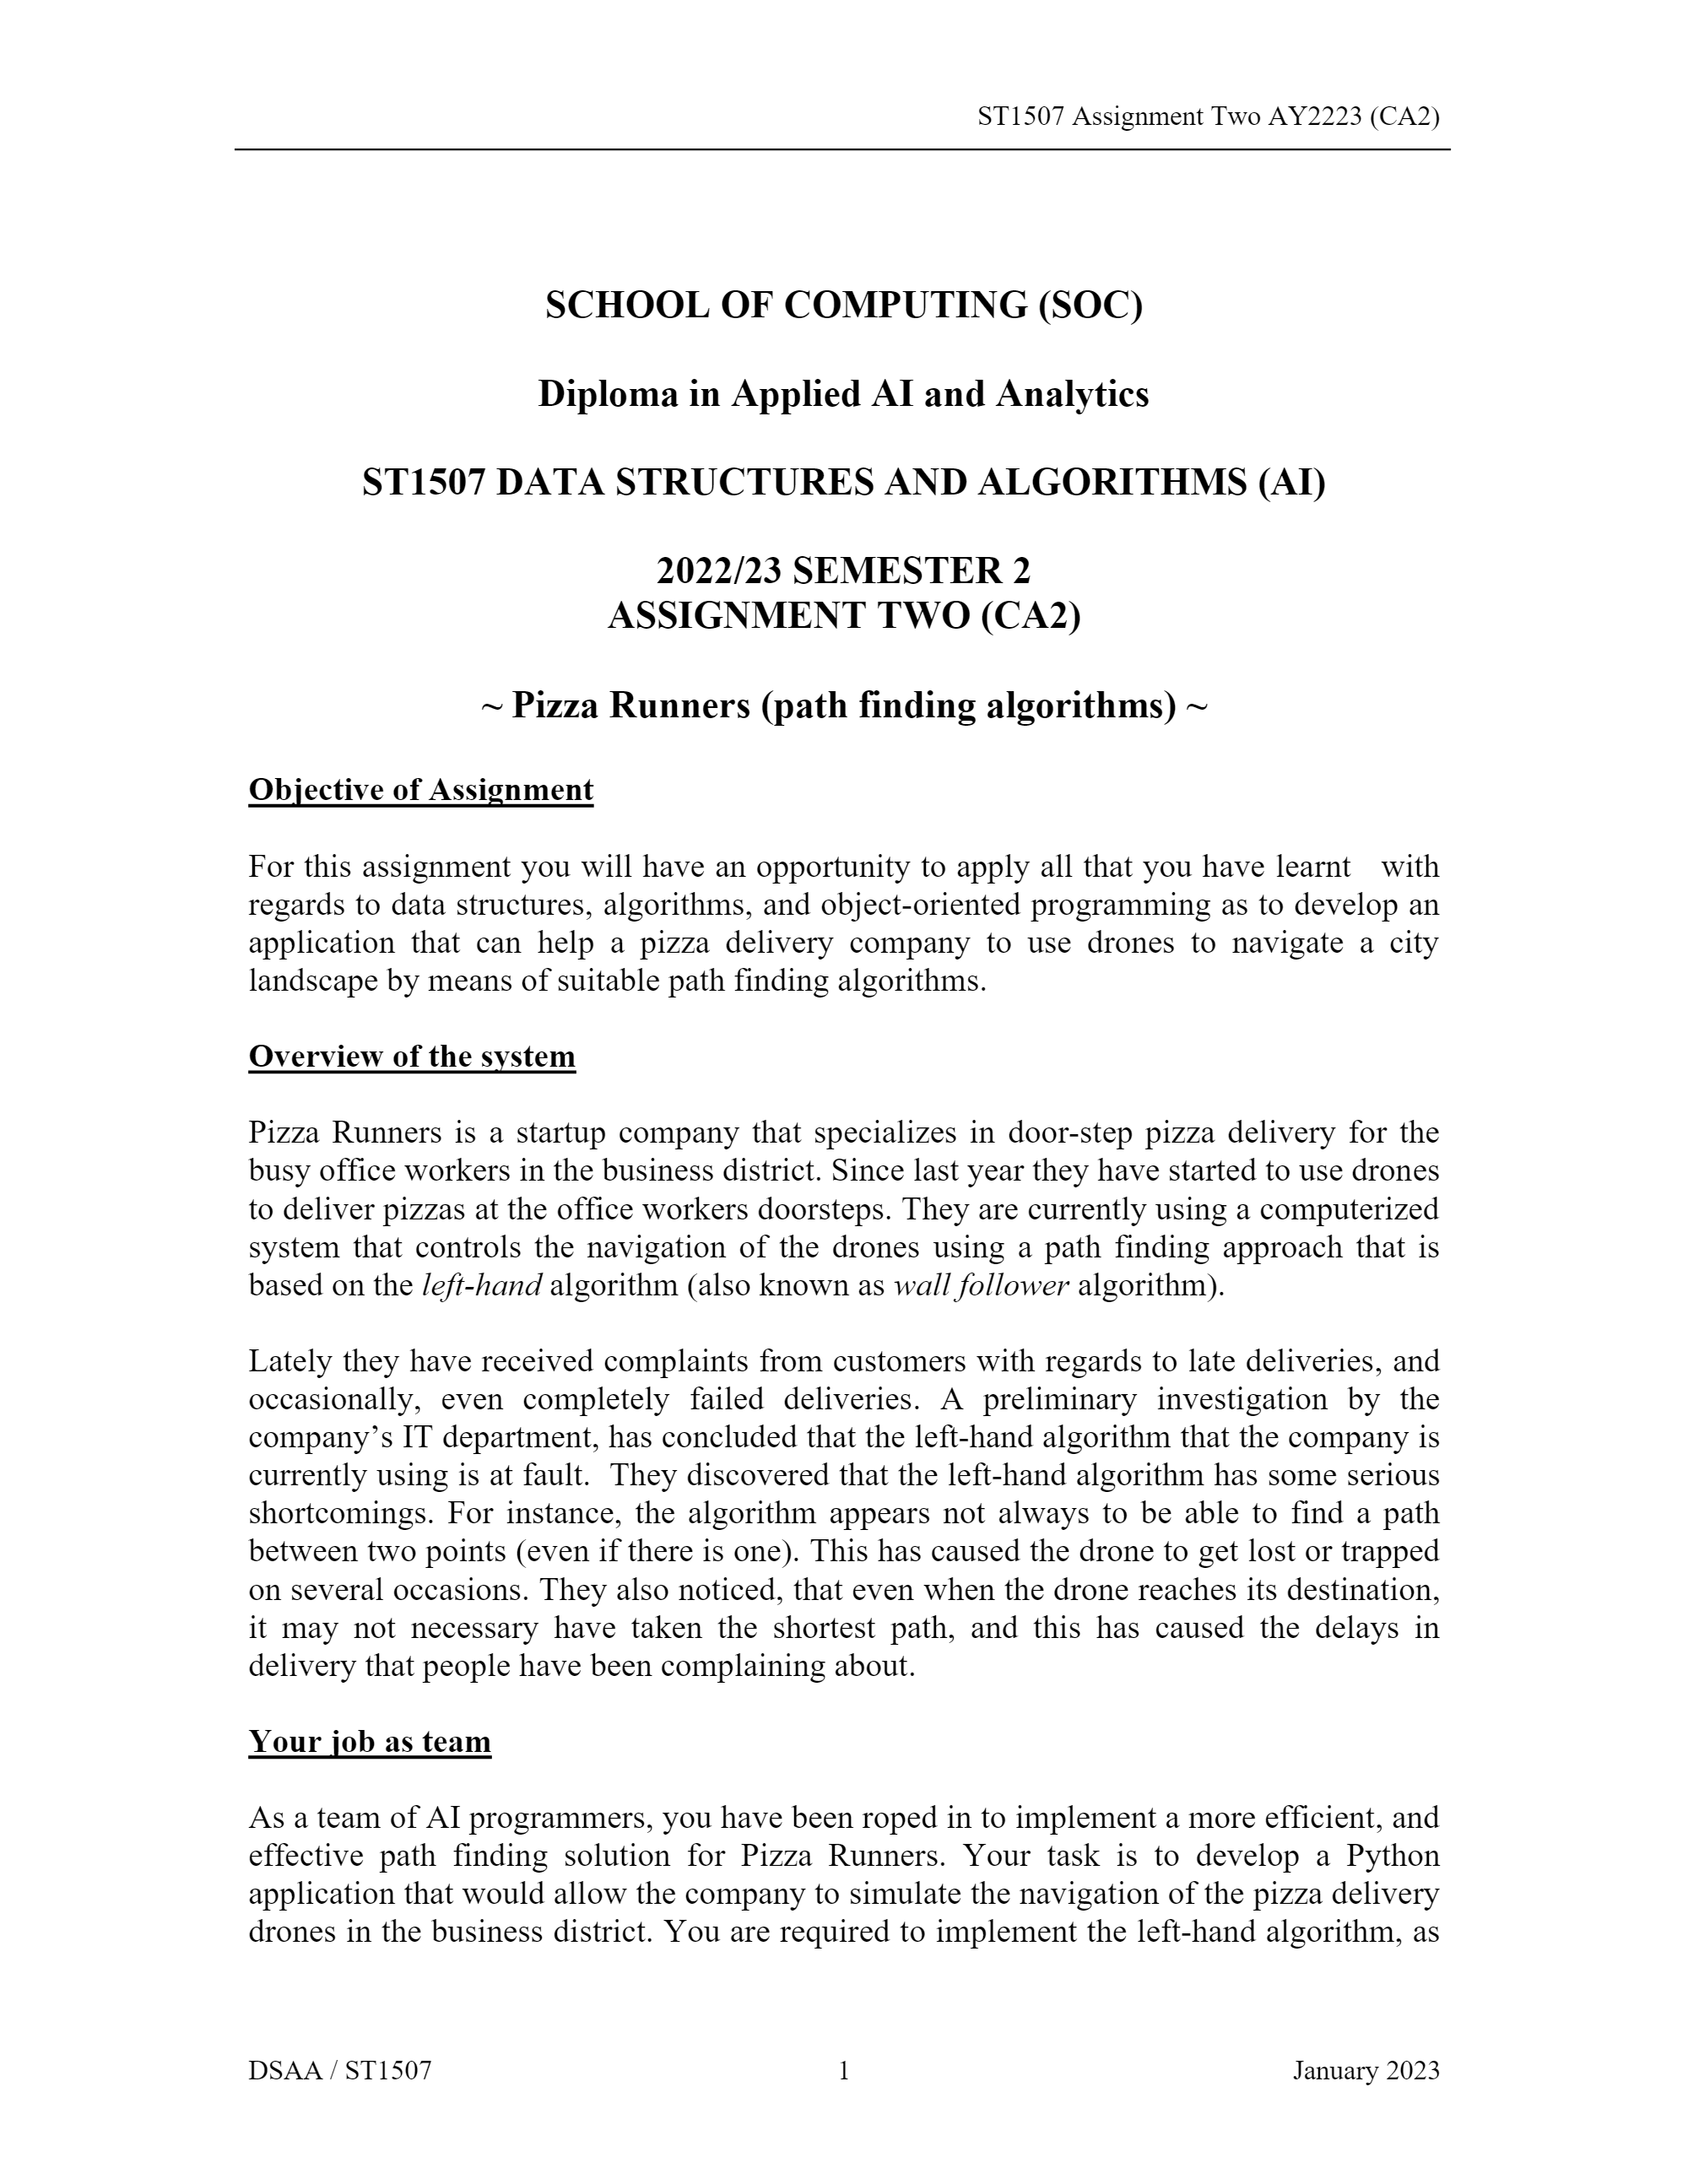 ST1507 Assignment Two AY2223 (CA2)
SCHOOL OF COMPUTING (SOC)
Diploma in Applied AI and Analytics
ST1507 DATA STRUCTURES AND ALGORITHMS (AI)
2022/23 SEMESTER 2
ASSIGNMENT TWO (CA2)
~ Pizza Runners (path finding algorithms) ~
Objective of Assignment
For this assignment you will have an opportunity to apply all that you have learnt with
regards to data structures, algorithms, and object-oriented programming as to develop an
application that can help a pizza delivery company to use drones to navigate a city
landscape by means of suitable path finding algorithms.
Overview of the system
Pizza Runners is a startup company that specializes in door-step pizza delivery for the
busy office workers in the business district. Since last year they have started to use drones
to deliver pizzas at the office workers doorsteps. They are currently using a computerized
system that controls the navigation of the drones using a path finding approach that is
based on the left-hand algorithm (also known as wall follower algorithm).
Lately they have received complaints from customers with regards to late deliveries, and
occasionally, even completely failed deliveries. A preliminary investigation by the
company’s IT department, has concluded that the left-hand algorithm that the company is
currently using is at fault. They discovered that the left-hand algorithm has some serious
shortcomings. For instance, the algorithm appears not always to be able to find a path
between two points (even if there is one). This has caused the drone to get lost or trapped
on several occasions. They also noticed, that even when the drone reaches its destination,
it may not necessary have taken the shortest path, and this has caused the delays in
delivery that people have been complaining about.
Your job as team
As a team of AI programmers, you have been roped in to implement a more efficient, and
effective path finding solution for Pizza Runners. Your task is to develop a Python
application that would allow the company to simulate the navigation of the pizza delivery
drones in the business district. You are required to implement the left-hand algorithm, as
DSAA / ST1507 1 January 2023